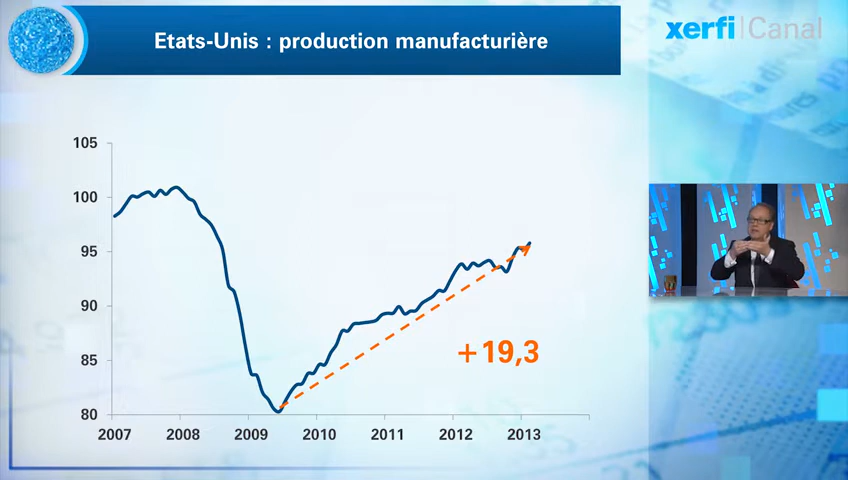 Etats-Unis : production manufacturière
xerfi Canal
105
100
95
90
85
80
+19,3
2007 2008 2009 2010 2011 2012 2013